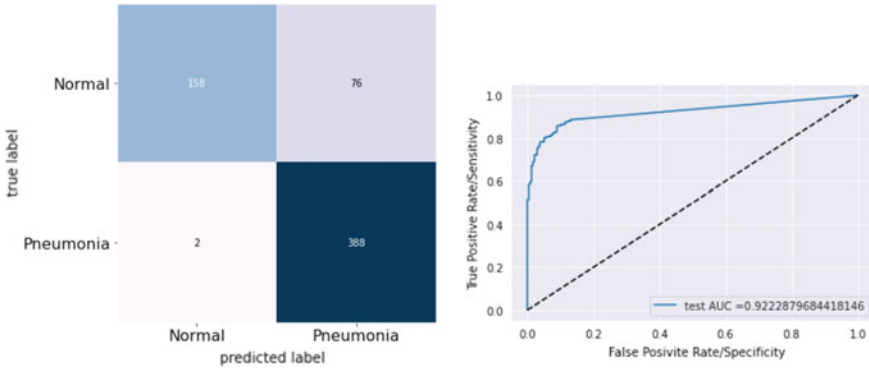 Normal
158
76
true label
Pneumonia
2
388
Normal
Pneumonia
predicted label
1.0
0.8
0.6
0.4
0.2
0.0
True Positive Rate/Sensitivity
test AUC =0.9222879684418146
0.0
0.2
0.4
0.6
0.8
1.0
False Posivite Rate/Specificity